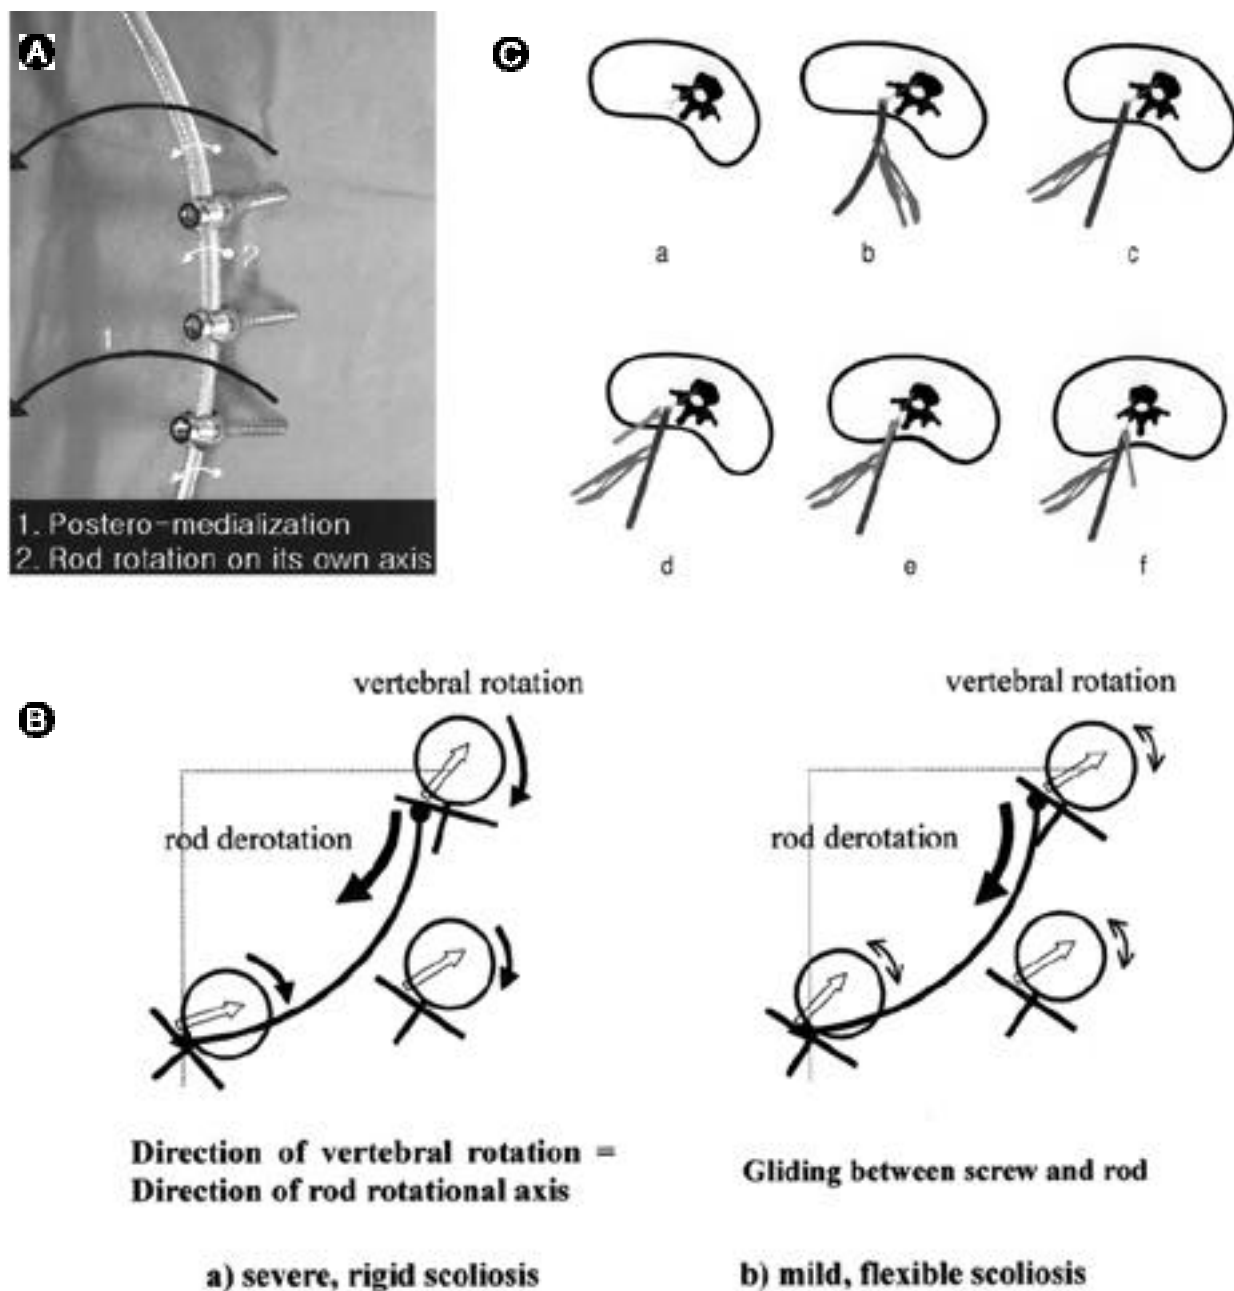 A
1
2
1. Postero-medialization
2. Rod rotation on its own axis
C
a
b
c
d
e
f
B
vertebral rotation
rod derotation
Direction of vertebral rotation =
Direction of rod rotational axis
a) severe, rigid scoliosis
vertebral rotation
rod derotation
Gliding between screw and rod
b) mild, flexible scoliosis